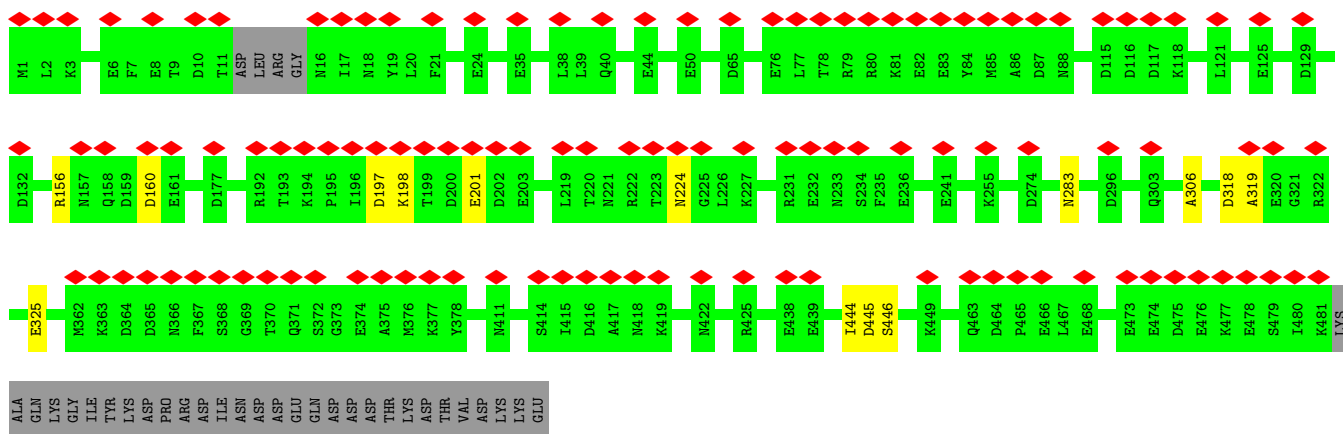 M1 L2 K3 E6 F7 E8 T9 D10 T11 ASP LEU ARG GLY N16 I17 N18 Y19 L20 F21 E24 E35 L38 L39 Q40 E44 E50 D65 E76 L77 T78 R79 R80 K81 E82 E83 Y84 M85 A86 D87 N88 D115 D116 D117 K118 L121 E125 D129
D132 R156 N157 Q158 D159 D160 E161 D177 R192 T193 K194 P195 I196 D197 K198 T199 D200 E201 D202 E203 L219 T220 N221 R222 T223 N224 G225 L226 K227 R231 E232 N233 S234 F235 E236 E241 K255 D274 N283 D296 Q303 A306 D318 A319 E320 G321 R322
E325 M362 K363 D364 D365 N366 F367 S368 G369 T370 Q371 S372 G373 E374 A375 M376 K377 Y378 N411 S414 I415 D416 A417 N418 K419 N422 R425 E438 E439 I444 D445 S446 K449 Q463 D464 P465 E466 L467 E468 E473 E474 D475 E476 K477 E478 S479 I480 K481 LYS
ALA GLN LYS GLY ILE TYR LYS ASP PRO ARG ASP ILE ASN ASP ASP GLU GLN ASP ASP ASP THR LYS ASP THR VAL ASP LYS LYS GLU